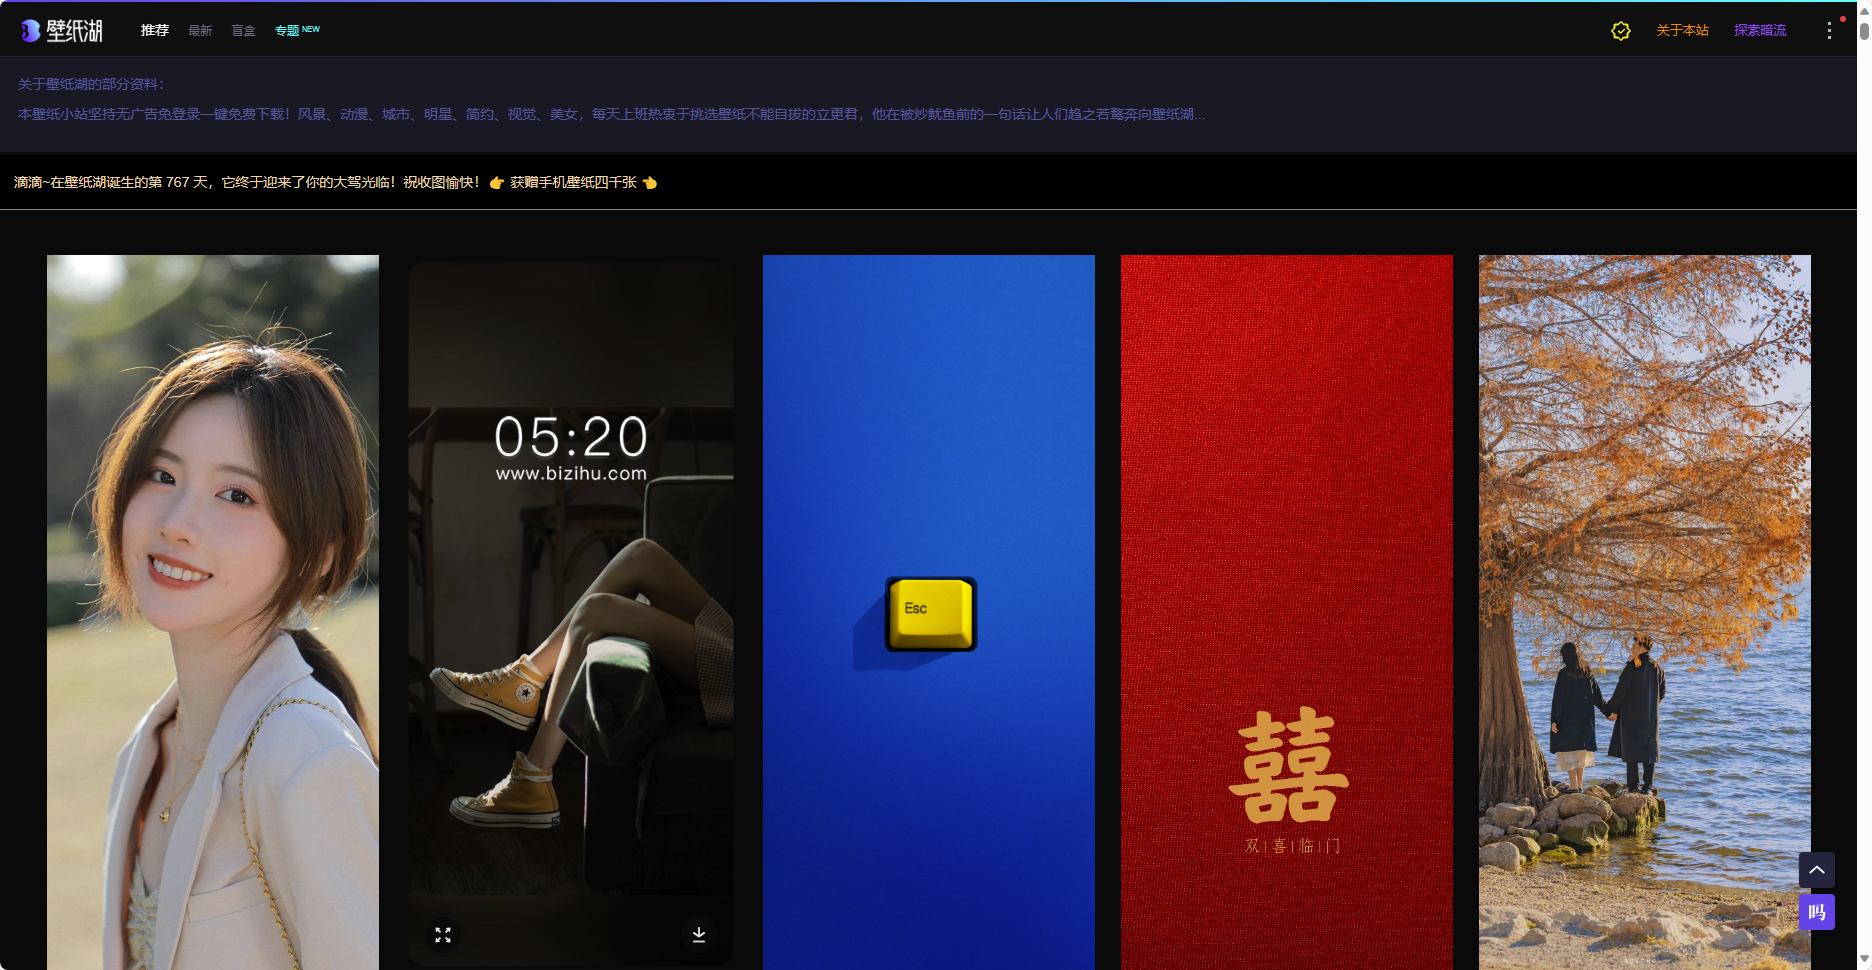 壁纸湖
推荐 最新 盲盒 专题 NEW
关于本站 探索暗流
关于壁纸湖的部分资料：
本壁纸小站坚持无广告免登录一键免费下载！风景、动漫、城市、明星、简约、视觉、美女，每天上班热衷于挑选壁纸不能自拔的立更君，他在被炒鱿鱼前的一句话让人们趋之若鹜奔向壁纸湖...
滴滴~在壁纸湖诞生的第 767 天，它终于迎来了你的大驾光临！祝收图愉快！👉 获赠手机壁纸四千张 👈
05:20
www.bizihu.com
Esc
囍
双|喜|临|门
吗